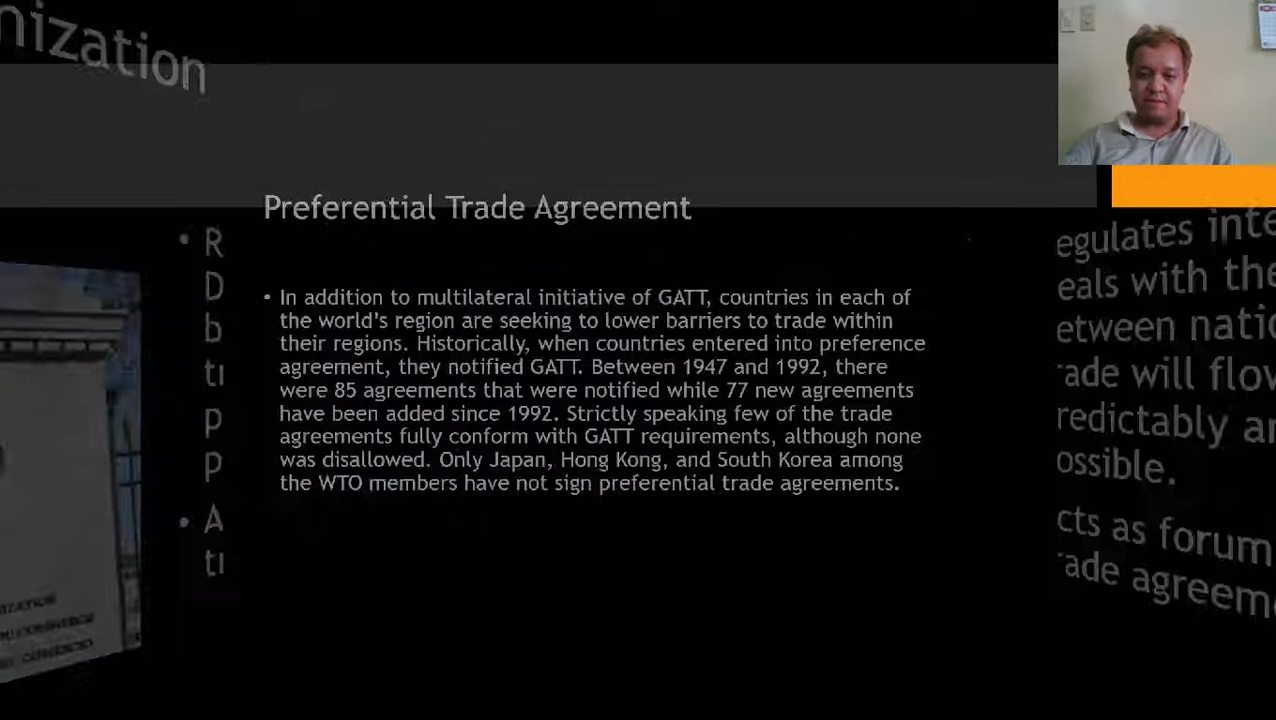 nization
Preferential Trade Agreement
• In addition to multilateral initiative of GATT, countries in each of
the world's region are seeking to lower barriers to trade within
their regions. Historically, when countries entered into preference
agreement, they notified GATT. Between 1947 and 1992, there
were 85 agreements that were notified while 77 new agreements
have been added since 1992. Strictly speaking few of the trade
agreements fully conform with GATT requirements, although none
was disallowed. Only Japan, Hong Kong, and South Korea among
the WTO members have not sign preferential trade agreements.
• R
D
b
p
p
• A
egulates inte
eals with the
etween natio
rade will flow
redictably an
ossible.
cts as forum
rade agreeme